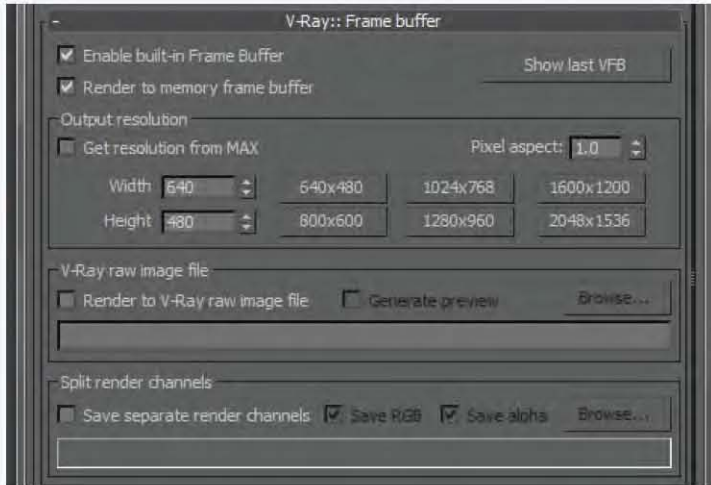 - V-Ray:: Frame buffer
Enable built-in Frame Buffer
Show last VFB
Render to memory frame buffer
Output resolution
Get resolution from MAX Pixel aspect: 1.0
Width 640 640x480 1024x768 1600x1200
Height 480 800x600 1280x960 2048x1536
V-Ray raw image file
Render to V-Ray raw image file Generate preview Browse...
Split render channels
Save separate render channels Save RGB Save alpha Browse...